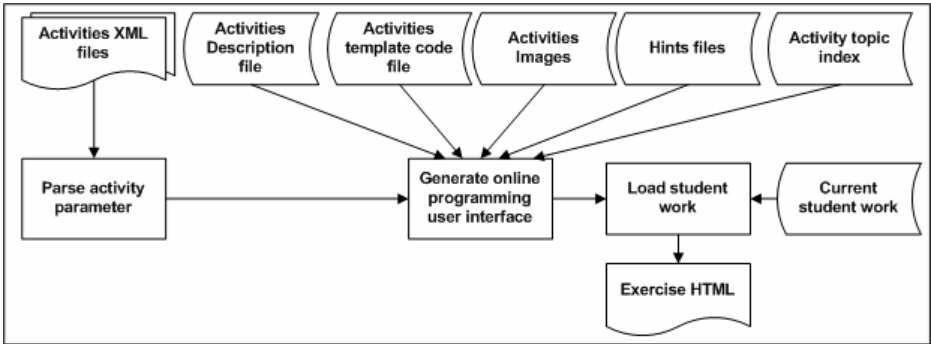 Activities XML
files
Activities
Description
file
Activities
template code
file
Activities
Images
Hints files
Activity topic
index
Parse activity
parameter
Generate online
programming
user interface
Load student
work
Current
student work
Exercise HTML